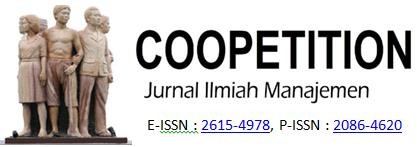 COOPETITION
Jurnal Ilmiah Manajemen
E-ISSN : 2615-4978, P-ISSN : 2086-4620